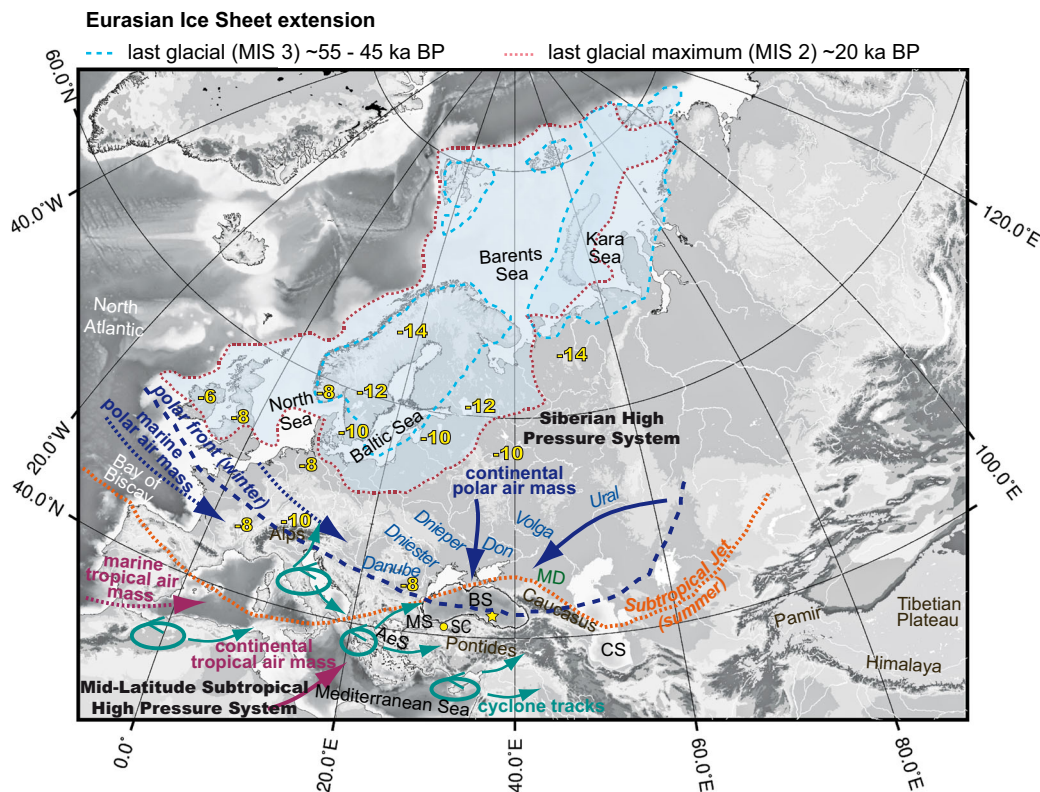 Eurasian Ice Sheet extension
last glacial (MIS 3) ~55 - 45 ka BP
last glacial maximum (MIS 2) ~20 ka BP
60.0°N
40.0°W
120.0°E
Kara
Sea
Barents
Sea
North
Atlantic
-14
-14
-6
-8
-8
-12
North
Sea
-12
-10
-10
Baltic Sea
-8
-10
Siberian High
Pressure System
polar front (winter)
marine
polar air mass
20.0°W
100.0°E
Bay of
Biscay
continental
polar air mass
Ural
40.0°N
-8
-10
Alps
Dnieper
Volga
Don
Dniester
Danube
-8
MD
marine
tropical air
mass
BS
Caucasus
Subtropical Jet
(summer)
MS
SC
AeS
Pontides
CS
Pamir
Tibetan
Plateau
Himalaya
continental
tropical air mass
Mid-Latitude Subtropical
High Pressure System
Mediterranean Sea
cyclone tracks
0.0°
20.0°E
40.0°E
60.0°E
80.0°E